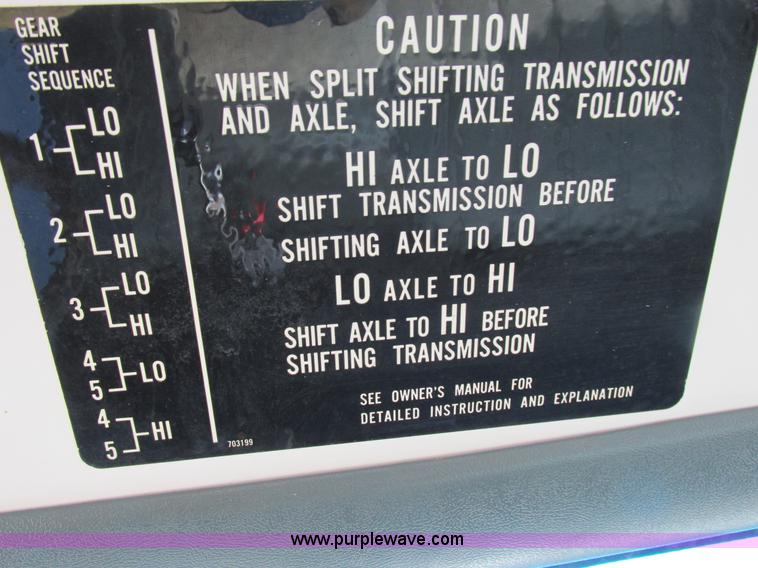 GEAR
SHIFT
SEQUENCE
1 LO
HI
2 LO
HI
3 LO
HI
4
5 LO
4
5 HI
CAUTION
WHEN SPLIT SHIFTING TRANSMISSION
AND AXLE, SHIFT AXLE AS FOLLOWS:
HI AXLE TO LO
SHIFT TRANSMISSION BEFORE
SHIFTING AXLE TO LO
LO AXLE TO HI
SHIFT AXLE TO HI BEFORE
SHIFTING TRANSMISSION
SEE OWNER'S MANUAL FOR
DETAILED INSTRUCTION AND EXPLANATION
703199
www.purplewave.com